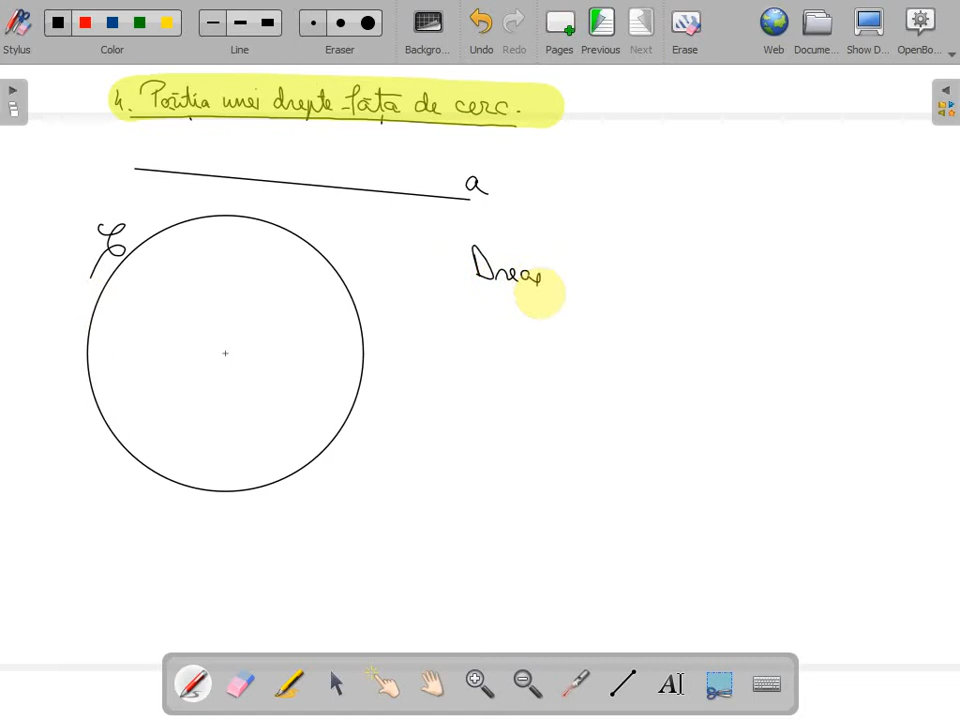 Stylus
Color
Line
Eraser
Backgro...
Undo
Redo
Pages
Previous
Next
Erase
Web
Docume...
Show D...
OpenBo...
4. Poziția unei drepte față de cerc.
a
C
Dreap
A